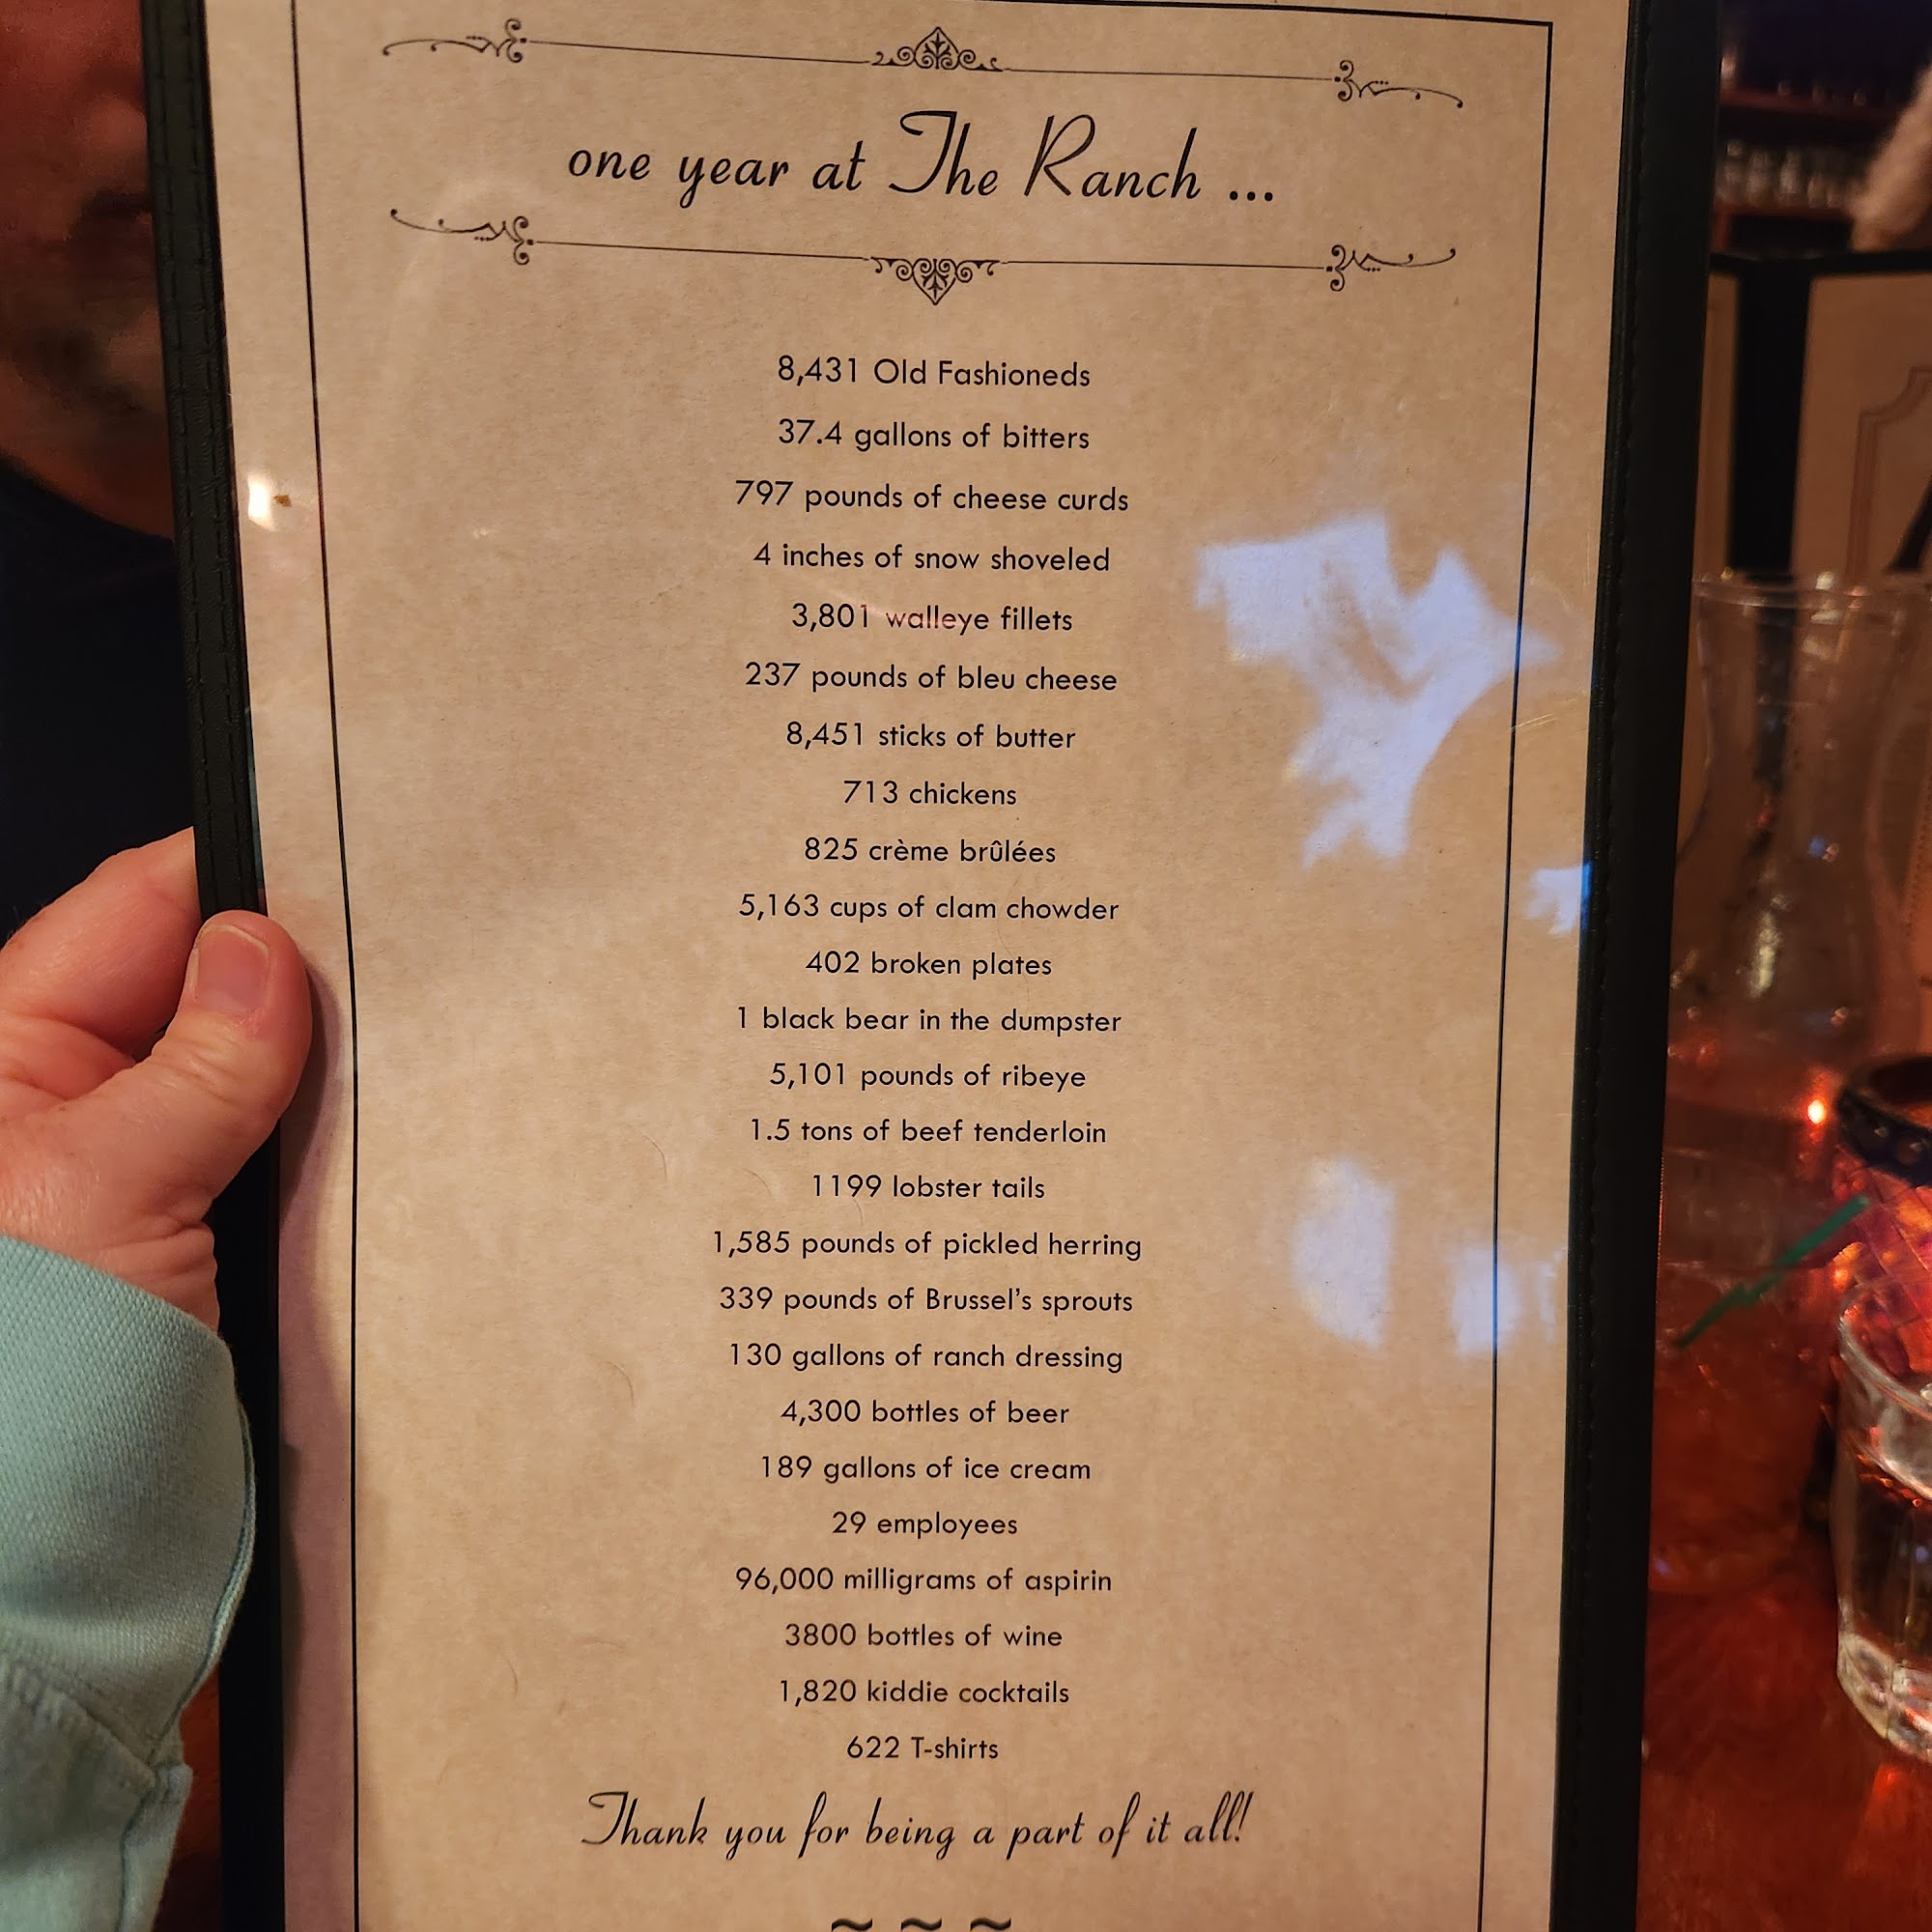 one year at The Ranch ...
8,431 Old Fashioneds
37.4 gallons of bitters
797 pounds of cheese curds
4 inches of snow shoveled
3,801 walleye fillets
237 pounds of bleu cheese
8,451 sticks of butter
713 chickens
825 crème brûlées
5,163 cups of clam chowder
402 broken plates
1 black bear in the dumpster
5,101 pounds of ribeye
1.5 tons of beef tenderloin
1199 lobster tails
1,585 pounds of pickled herring
339 pounds of Brussel's sprouts
130 gallons of ranch dressing
4,300 bottles of beer
189 gallons of ice cream
29 employees
96,000 milligrams of aspirin
3800 bottles of wine
1,820 kiddie cocktails
622 T-shirts
Thank you for being a part of it all!
~ ~ ~